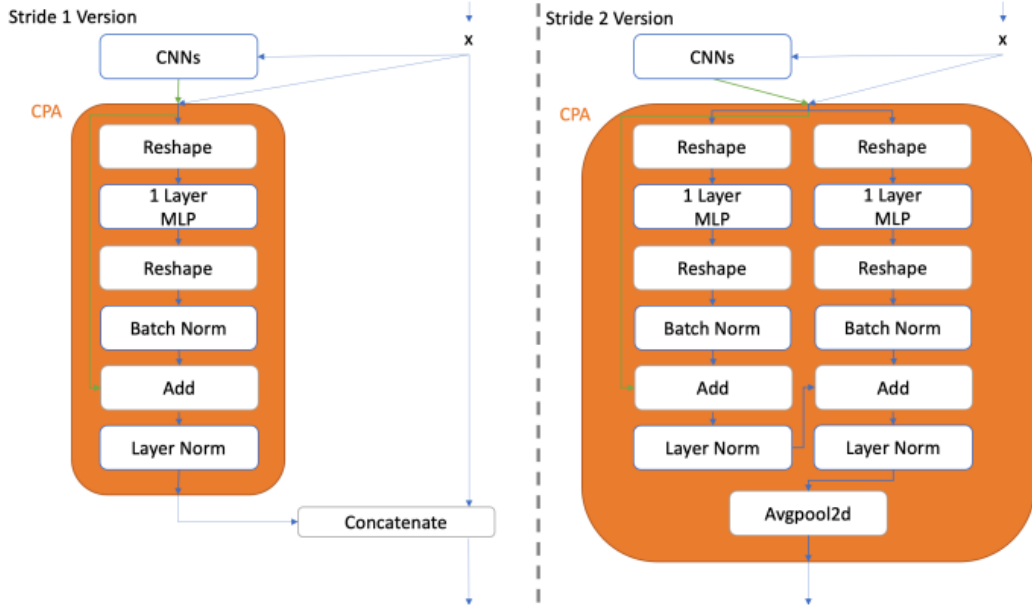 Stride 1 Version
x
CNNs
CPA
Reshape
1 Layer
MLP
Reshape
Batch Norm
Add
Layer Norm
Concatenate
Stride 2 Version
x
CNNs
CPA
Reshape
1 Layer
MLP
Reshape
Batch Norm
Add
Layer Norm
Reshape
1 Layer
MLP
Reshape
Batch Norm
Add
Layer Norm
Avgpool2d